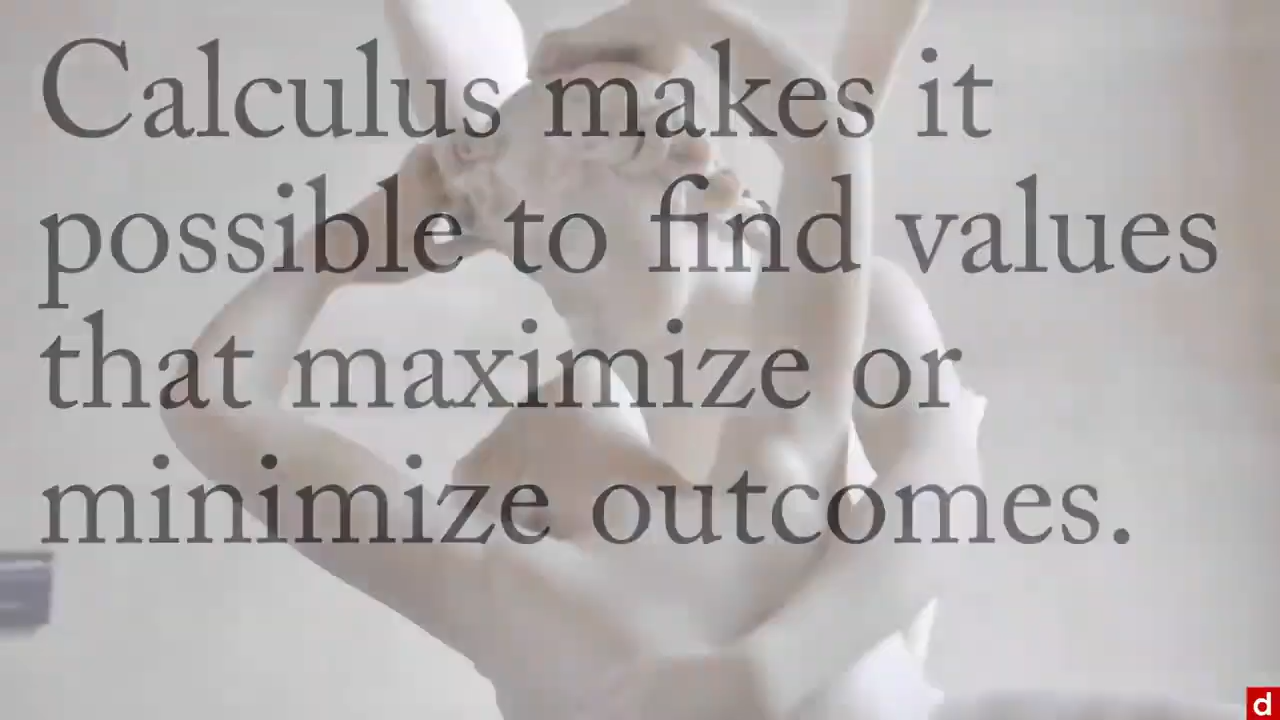 Calculus makes it
possible to find values
that maximize or
minimize outcomes.
d